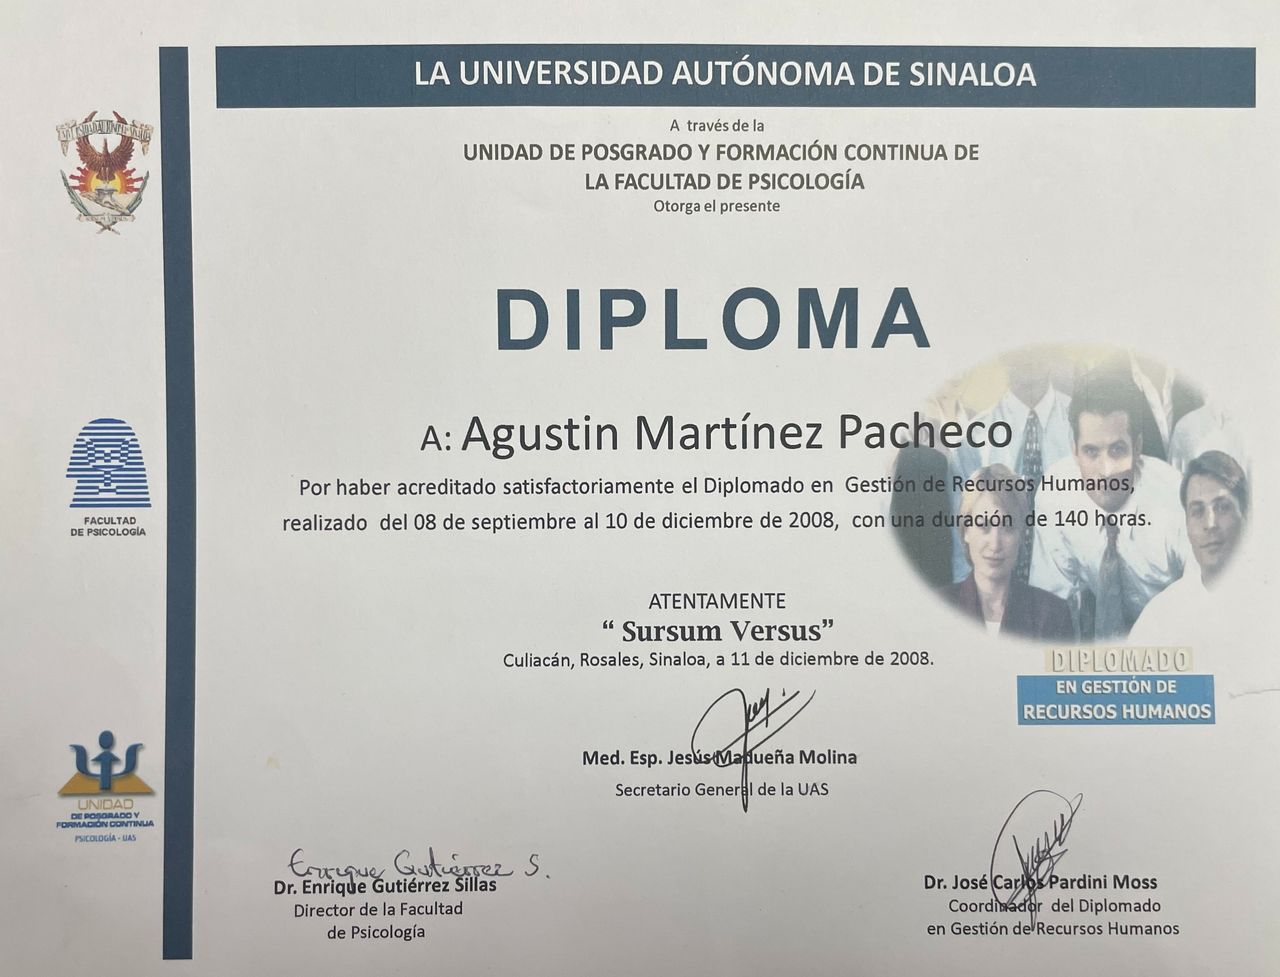 LA UNIVERSIDAD AUTÓNOMA DE SINALOA
A través de la
UNIDAD DE POSGRADO Y FORMACIÓN CONTINUA DE
LA FACULTAD DE PSICOLOGÍA
Otorga el presente
DIPLOMA
A: Agustin Martínez Pacheco
Por haber acreditado satisfactoriamente el Diplomado en Gestión de Recursos Humanos,
realizado del 08 de septiembre al 10 de diciembre de 2008, con una duración de 140 horas.
FACULTAD
DE PSICOLOGÍA
ATENTAMENTE
“ Sursum Versus”
Culiacán, Rosales, Sinaloa, a 11 de diciembre de 2008.
DIPLOMADO
EN GESTIÓN DE
RECURSOS HUMANOS
Med. Esp. Jesús Madueña Molina
Secretario General de la UAS
UNIDAD
DE POSGRADO Y
FORMACIÓN CONTINUA
PSICOLOGÍA - UAS
Enrique Gutiérrez S.
Dr. Enrique Gutiérrez Sillas
Director de la Facultad
de Psicología
Dr. José Carlos Pardini Moss
Coordinador del Diplomado
en Gestión de Recursos Humanos